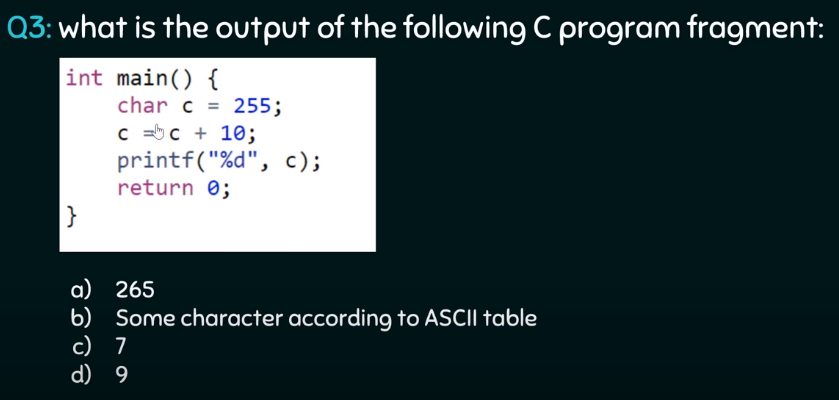 Q3: what is the output of the following C program fragment:
int main() {
    char c = 255;
    c = c + 10;
    printf("%d", c);
    return 0;
}
a) 265
b) Some character according to ASCII table
c) 7
d) 9